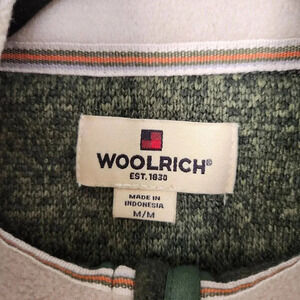 WOOLRICH®
EST. 1830
MADE IN
INDONESIA
M/M